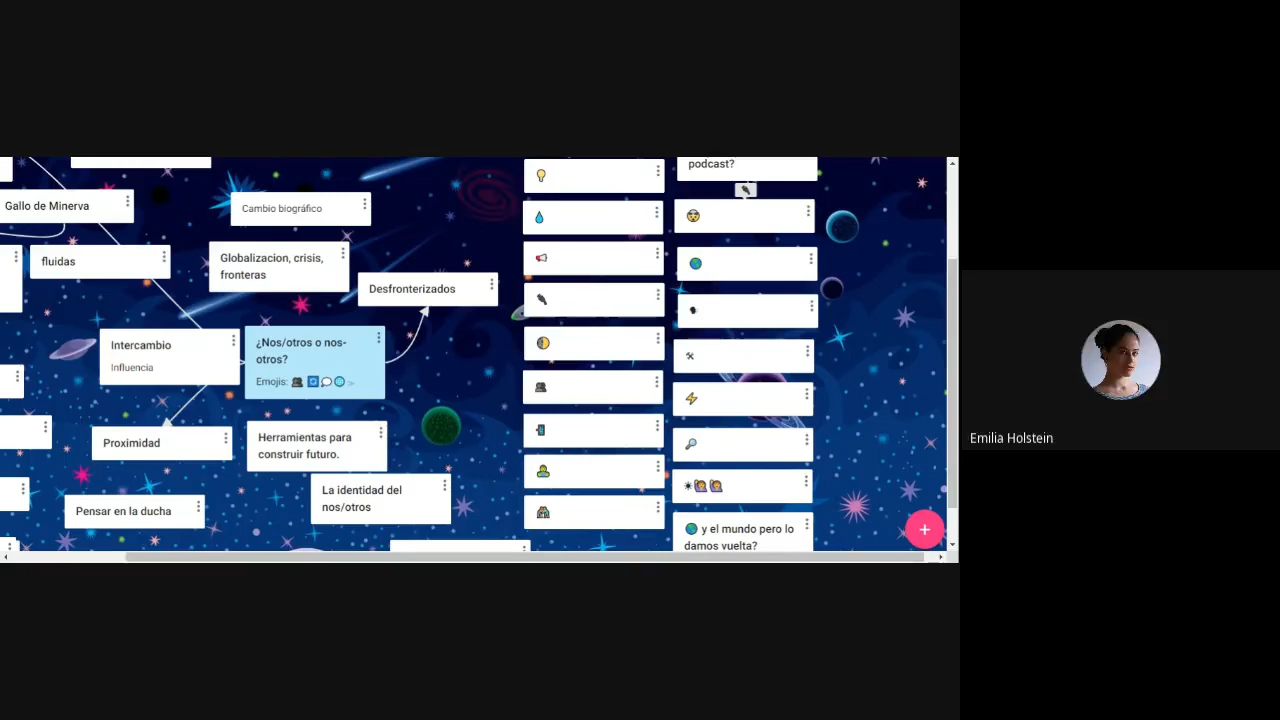 podcast?
Gallo de Minerva
Cambio biográfico
fluidas
Globalizacion, crisis,
fronteras
Desfronterizados
Intercambio
Influencia
¿Nos/otros o nos-
otros?
Emojis: 👥 🔄 💬 🌐
Proximidad
Herramientas para
construir futuro.
La identidad del
nos/otros
Pensar en la ducha
🌎 y el mundo pero lo
damos vuelta?
Emilia Holstein